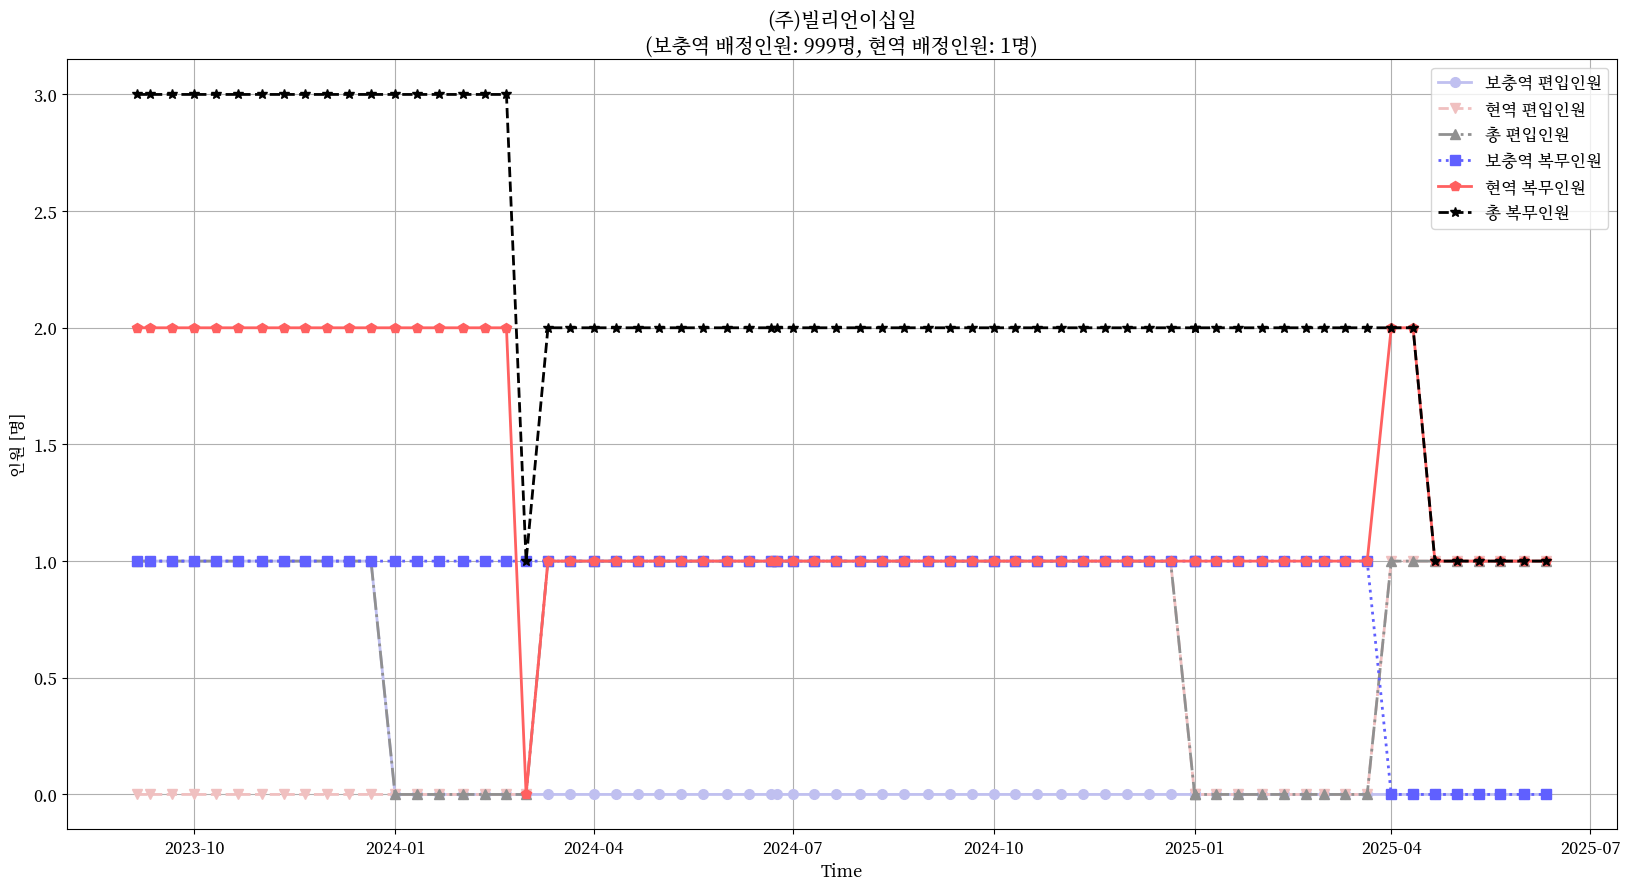 (주)빌리언이십일
(보충역 배정인원: 999명, 현역 배정인원: 1명)
보충역 편입인원
현역 편입인원
총 편입인원
보충역 복무인원
현역 복무인원
총 복무인원
인원 [명]
3.0
2.5
2.0
1.5
1.0
0.5
0.0
2023-10
2024-01
2024-04
2024-07
2024-10
2025-01
2025-04
2025-07
Time